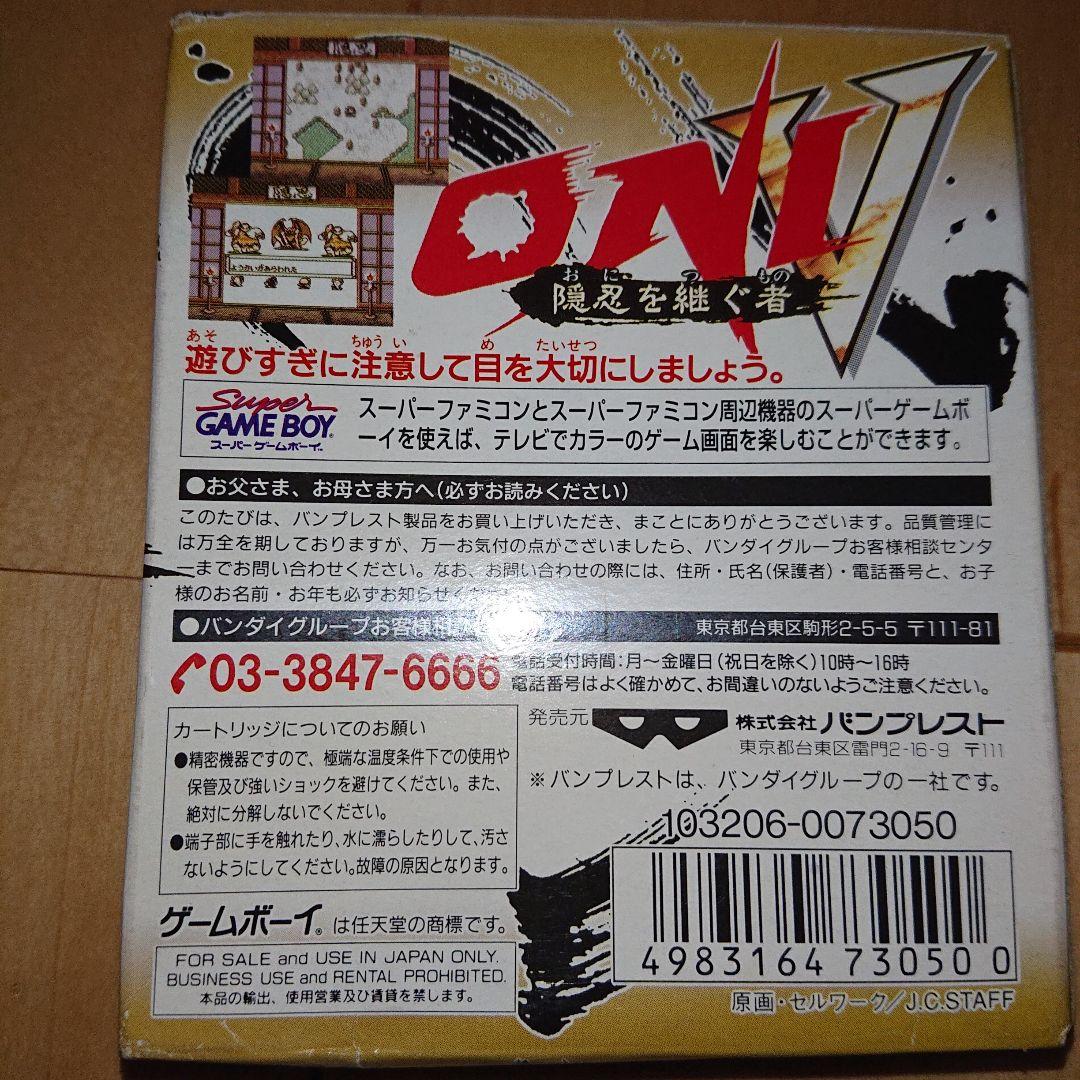 隠忍
隠忍
ようかいがあらわれた
ONI V
おに つ もの
隠忍を継ぐ者
あそ ちゅう い め たいせつ
遊びすぎに注意して目を大切にしましょう。
Super
GAME BOY
スーパーゲームボーイ™
スーパーファミコンとスーパーファミコン周辺機器のスーパーゲームボ
ーイを使えば、テレビでカラーのゲーム画面を楽しむことができます。
●お父さま、お母さま方へ(必ずお読みください)
このたびは、バンプレスト製品をお買い上げいただき、まことにありがとうございます。品質管理に
は万全を期しておりますが、万一お気付の点がございましたら、バンダイグループお客様相談センタ
ーまでお問い合わせください。なお、お問い合わせの際には、住所・氏名(保護者)・電話番号と、お子
様のお名前・お年も必ずお知らせくだ
●バンダイグループお客様相 東京都台東区駒形2-5-5 〒111-81
03-3847-6666
電話受付時間:月～金曜日(祝日を除く)10時～16時
電話番号はよく確かめて、お間違いのないようご注意ください。
カートリッジについてのお願い
●精密機器ですので、極端な温度条件下での使用や
保管及び強いショックを避けてください。また、
絶対に分解しないでください。
●端子部に手を触れたり、水に濡らしたりして、汚さ
ないようにしてください。故障の原因となります。
発売元 株式会社 バンプレスト
東京都台東区雷門2-16-9 〒111
※バンプレストは、バンダイグループの一社です。
103206-0073050
ゲームボーイ® は任天堂の商標です。
FOR SALE and USE IN JAPAN ONLY.
BUSINESS USE and RENTAL PROHIBITED.
本品の輸出、使用営業及び賃貸を禁じます。
4983164 730500
原画・セルワーク/J.C.STAFF